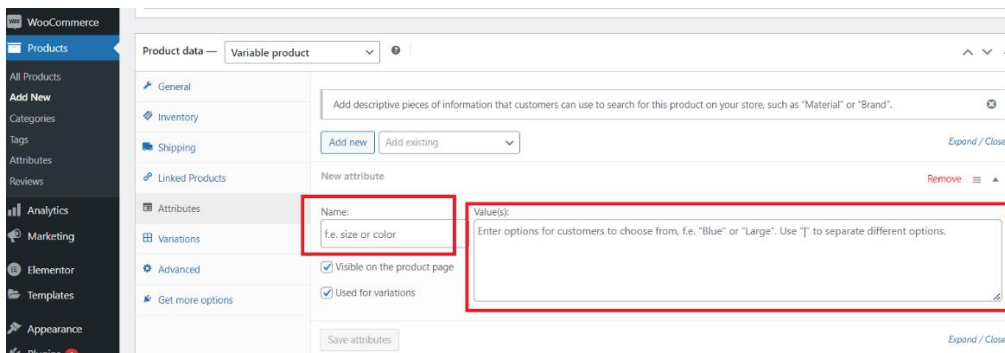 WooCommerce
Products
All Products
Add New
Categories
Tags
Attributes
Reviews
Analytics
Marketing
Elementor
Templates
Appearance
Product data — Variable product
General
Inventory
Shipping
Linked Products
Attributes
Variations
Advanced
Get more options
Add descriptive pieces of information that customers can use to search for this product on your store, such as "Material" or "Brand".
Add new Add existing Expand / Close
New attribute Remove
Name:
f.e. size or color
Visible on the product page
Used for variations
Value(s):
Enter options for customers to choose from, f.e. "Blue" or "Large". Use "|" to separate different options.
Save attributes Expand / Close